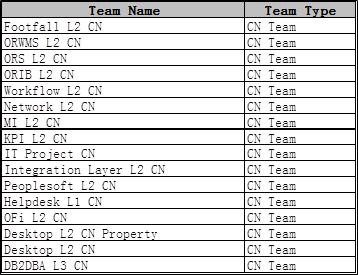 Team Name Team Type
Footfall L2 CN CN Team
ORWMS L2 CN CN Team
ORS L2 CN CN Team
ORIB L2 CN CN Team
Workflow L2 CN CN Team
Network L2 CN CN Team
MI L2 CN CN Team
KPI L2 CN CN Team
IT Project CN CN Team
Integration Layer L2 CN CN Team
Peoplesoft L2 CN CN Team
Helpdesk L1 CN CN Team
OFi L2 CN CN Team
Desktop L2 CN Property CN Team
Desktop L2 CN CN Team
DB2DBA L3 CN CN Team